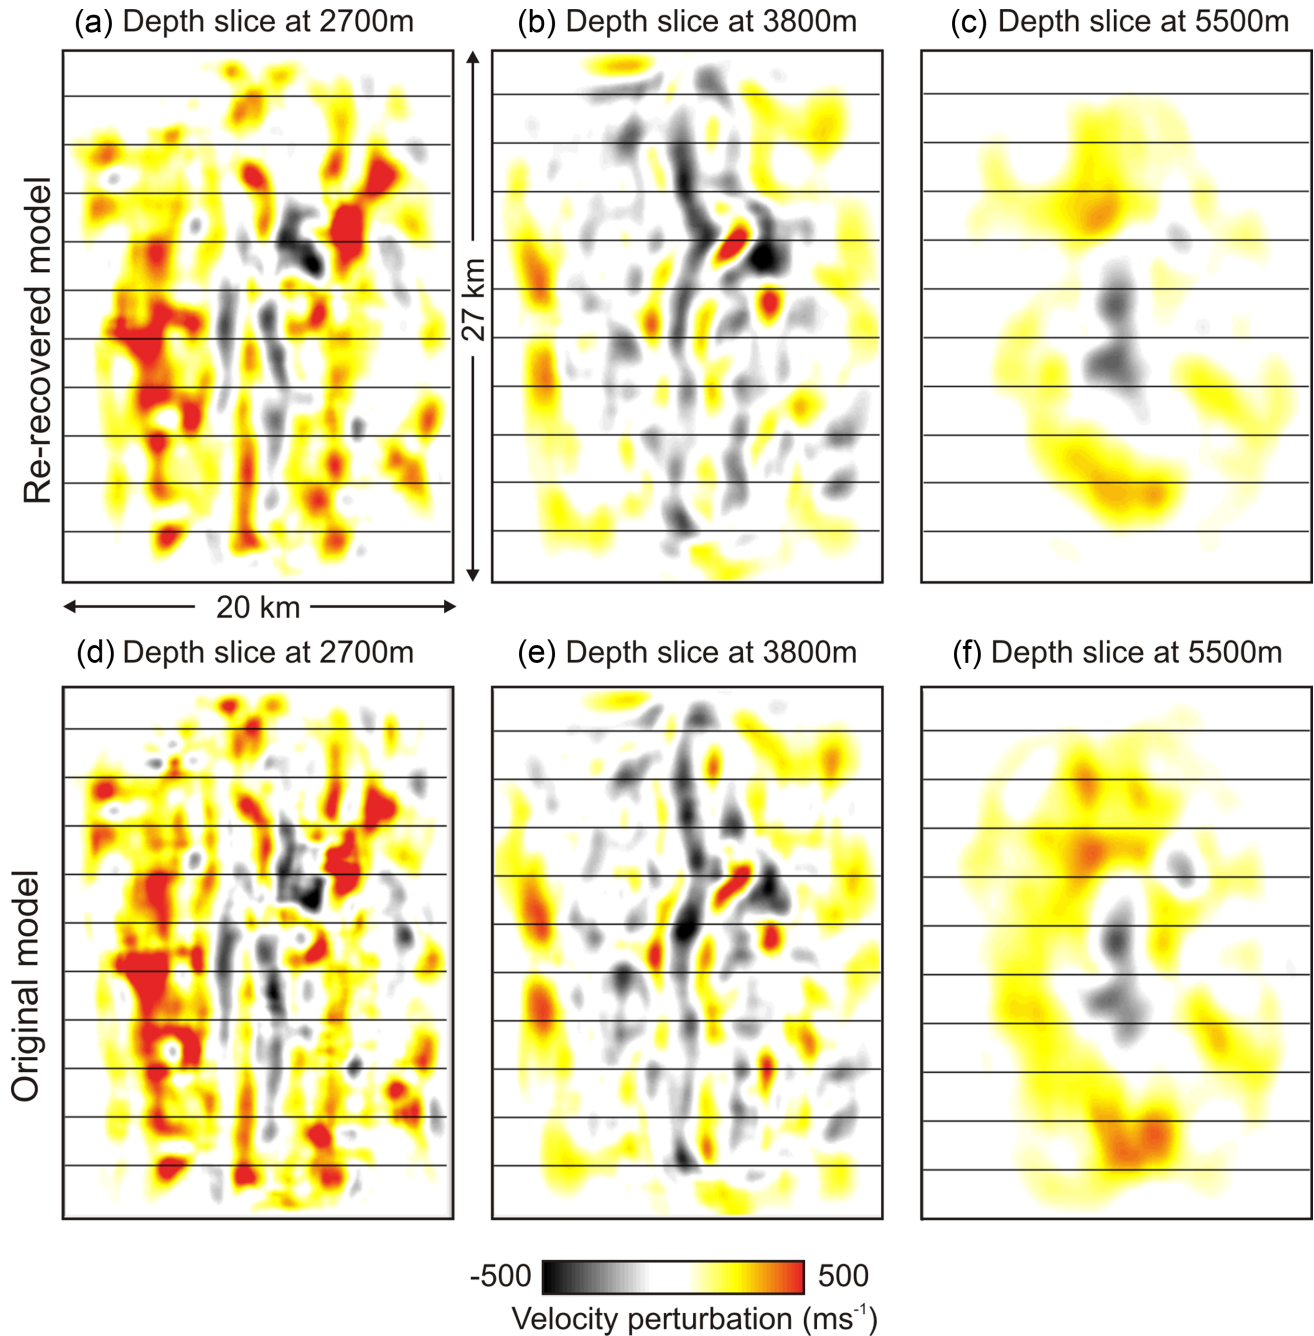 (a) Depth slice at 2700m
(b) Depth slice at 3800m
(c) Depth slice at 5500m
Re-recovered model
27 km
20 km
(d) Depth slice at 2700m
(e) Depth slice at 3800m
(f) Depth slice at 5500m
Original model
-500
500
Velocity perturbation (ms⁻¹)